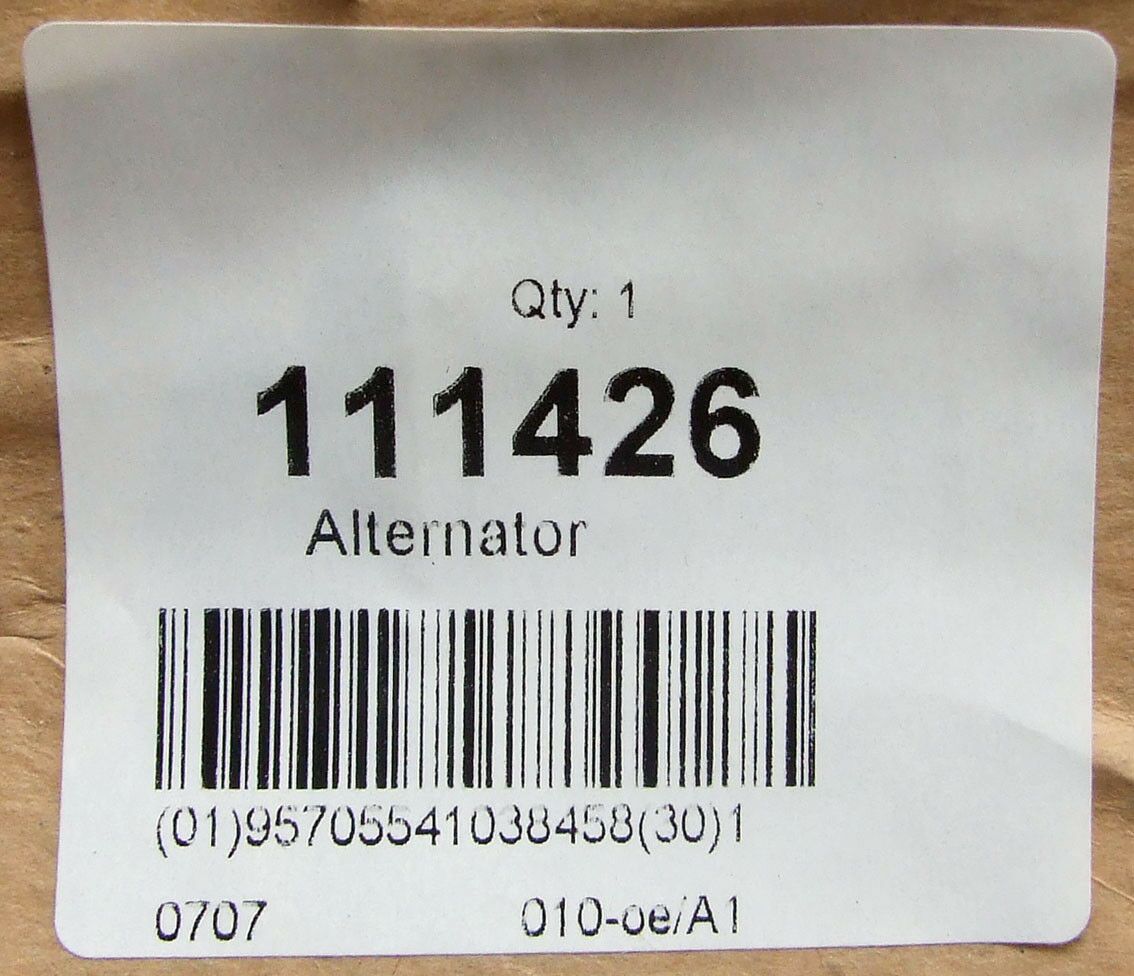 Qty: 1
111426
Alternator
(01)95705541038458(30)1
0707 010-oe/A1